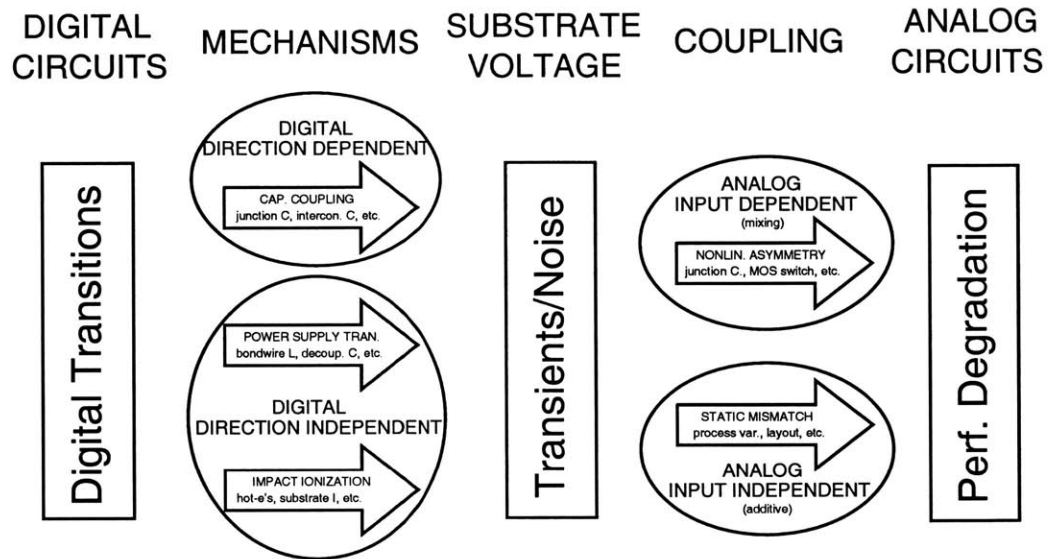 DIGITAL
CIRCUITS
MECHANISMS
SUBSTRATE
VOLTAGE
COUPLING
ANALOG
CIRCUITS
Digital Transitions
DIGITAL
DIRECTION DEPENDENT
CAP. COUPLING
junction C, intercon. C, etc.
POWER SUPPLY TRAN.
bondwire L, decoup. C, etc.
DIGITAL
DIRECTION INDEPENDENT
IMPACT IONIZATION
hot-e's, substrate I, etc.
Transients/Noise
ANALOG
INPUT DEPENDENT
(mixing)
NONLIN. ASYMMETRY
junction C., MOS switch, etc.
STATIC MISMATCH
process var., layout, etc.
ANALOG
INPUT INDEPENDENT
(additive)
Perf. Degradation